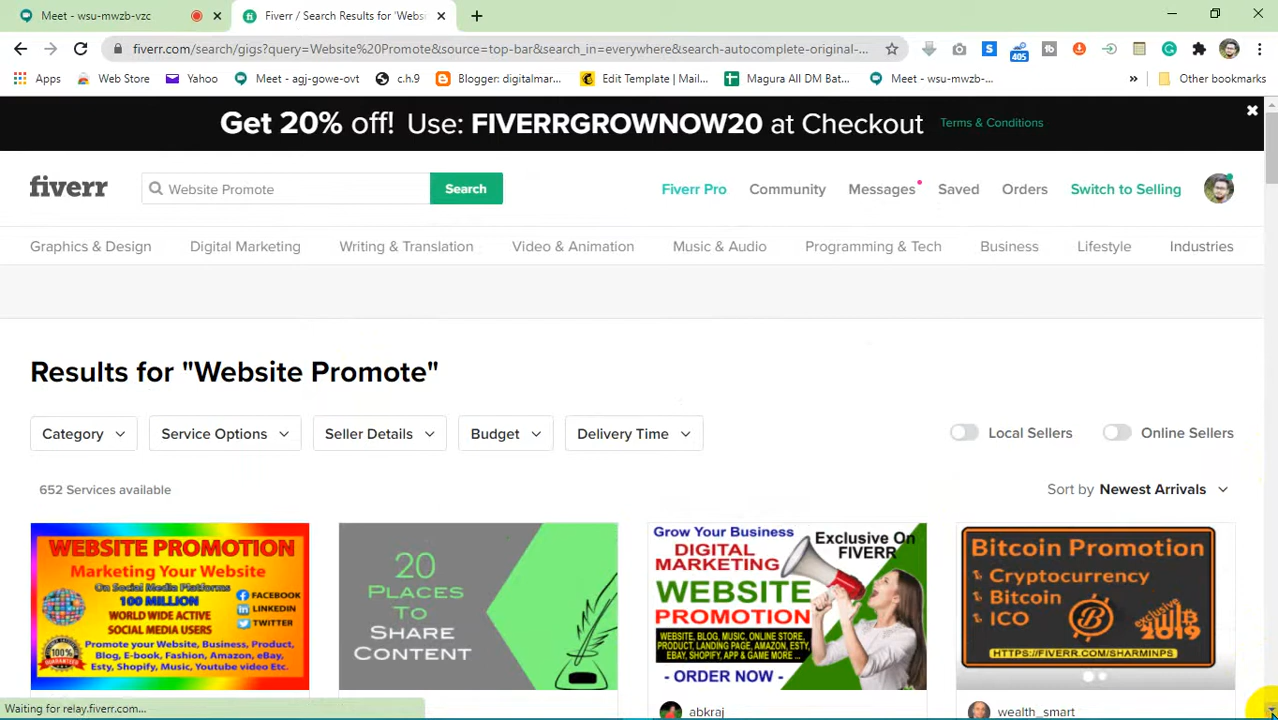 Meet - wsu-mwzb-vzc
Fiverr / Search Results for 'Webs
fiverr.com/search/gigs?query=Website%20Promote&source=top-bar&search_in=everywhere&search-autocomplete-original-...
405
Apps
Web Store
Yahoo
Meet - agj-gowe-ovt
c.h.9
Blogger: digitalmar...
Edit Template | Mail...
Magura All DM Bat...
Meet - wsu-mwzb-...
Other bookmarks
Get 20% off! Use: FIVERRGROWNOW20 at Checkout
Terms & Conditions
fiverr
Website Promote
Search
Fiverr Pro
Community
Messages
Saved
Orders
Switch to Selling
Graphics & Design
Digital Marketing
Writing & Translation
Video & Animation
Music & Audio
Programming & Tech
Business
Lifestyle
Industries
Results for "Website Promote"
Category
Service Options
Seller Details
Budget
Delivery Time
Local Sellers
Online Sellers
652 Services available
Sort by Newest Arrivals
WEBSITE PROMOTION
Marketing Your Website
On Social Media Platforms
100 MILLION
WORLD WIDE ACTIVE
SOCIAL MEDIA USERS
FACEBOOK
LINKEDIN
TWITTER
100%
Promote your Website, Business, Product,
Blog, E-book, Fashion, Amazon, eBay,
Esty, Shopify, Music, Youtube video Etc.
20
PLACES
TO
SHARE
CONTENT
Grow Your Business
Exclusive On
FIVERR
DIGITAL
MARKETING
WEBSITE
PROMOTION
WEBSITE, BLOG, MUSIC, ONLINE STORE,
PRODUCT, LANDING PAGE, AMAZON, ESTY,
EBAY, SHOPIFY, APP & GAME MORE...
- ORDER NOW -
Bitcoin Promotion
Cryptocurrency
Bitcoin
ICO
exclusive
2019
HTTPS://FIVERR.COM/SHARMINPS
abkraj
wealth_smart
Waiting for relay.fiverr.com...